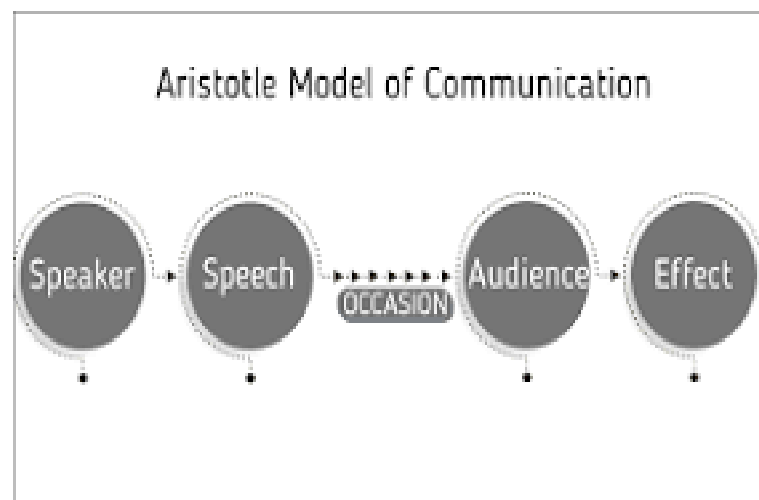 Aristotle Model of Communication
Speaker
Speech
OCCASION
Audience
Effect